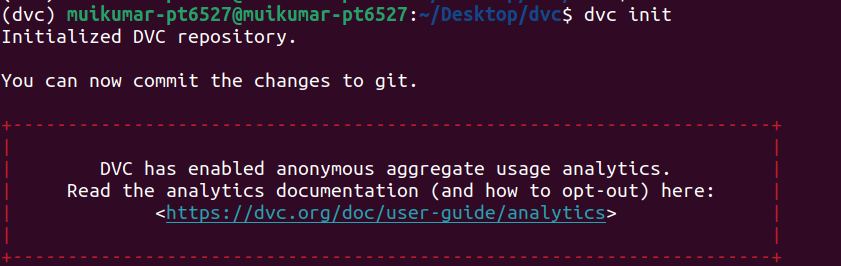 (dvc) muikumar-pt6527@muikumar-pt6527:~/Desktop/dvc$ dvc init
Initialized DVC repository.
You can now commit the changes to git.
DVC has enabled anonymous aggregate usage analytics.
Read the analytics documentation (and how to opt-out) here:
<https://dvc.org/doc/user-guide/analytics>